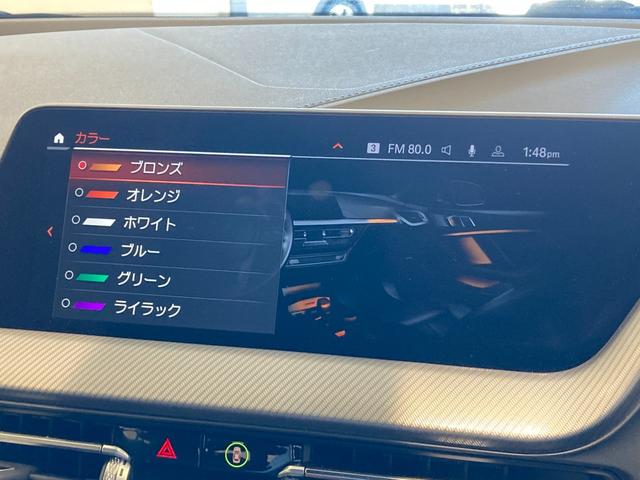 カラー
3 FM 80.0 1:48pm
ブロンズ
オレンジ
ホワイト
ブルー
グリーン
ライラック